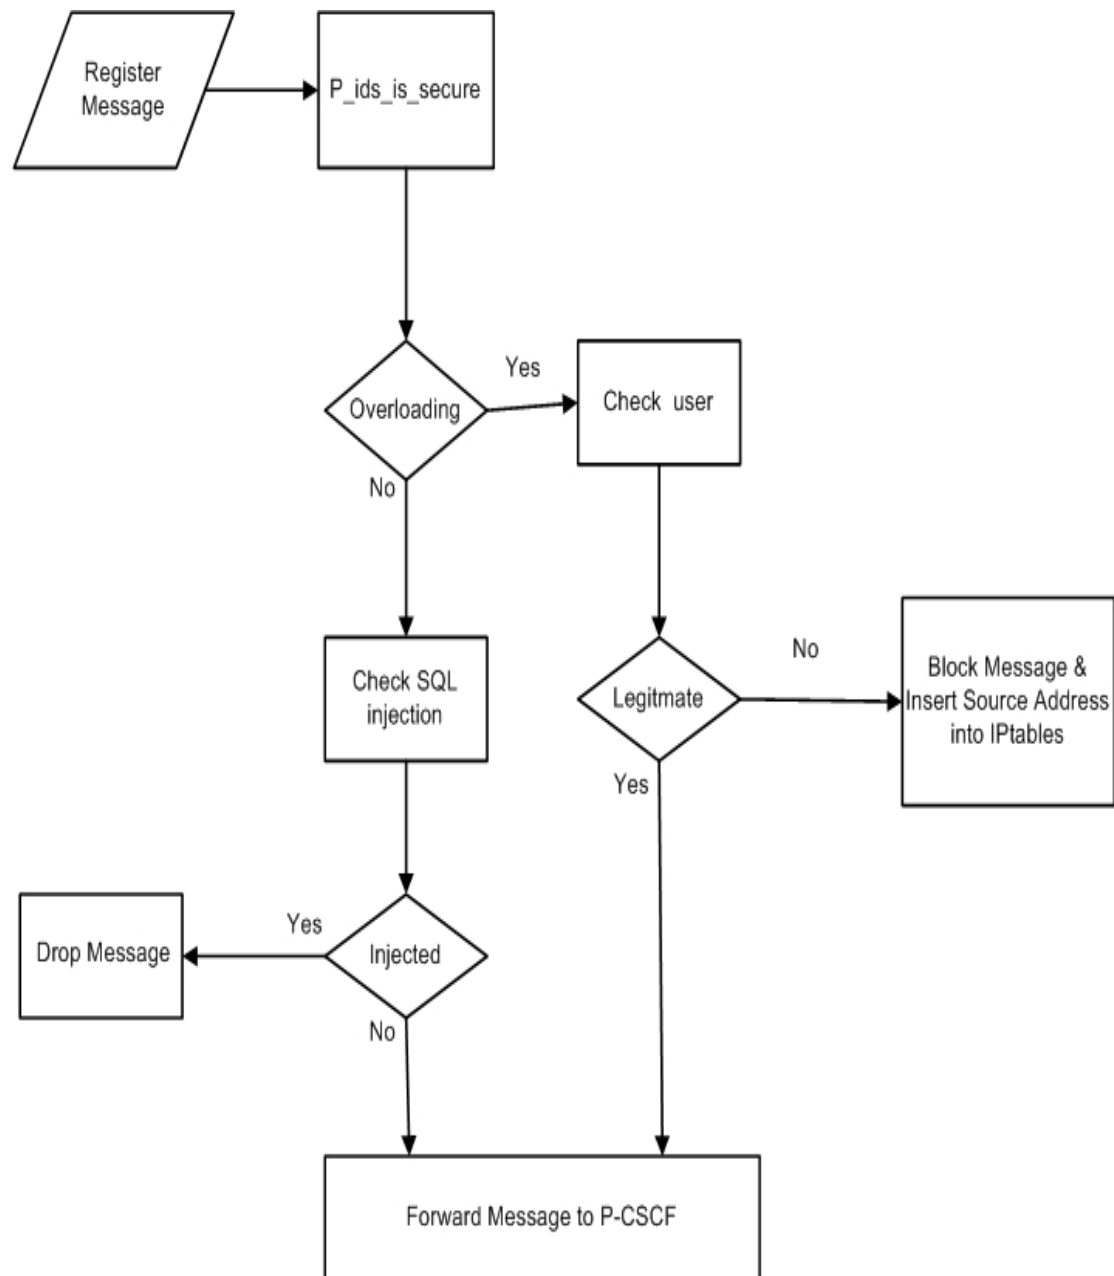 Register
Message
P_ids_is_secure
Overloading
Yes
Check user
No
Check SQL
injection
Legitmate
No
Block Message &
Insert Source Address
into IPtables
Yes
Drop Message
Yes
Injected
No
Forward Message to P-CSCF